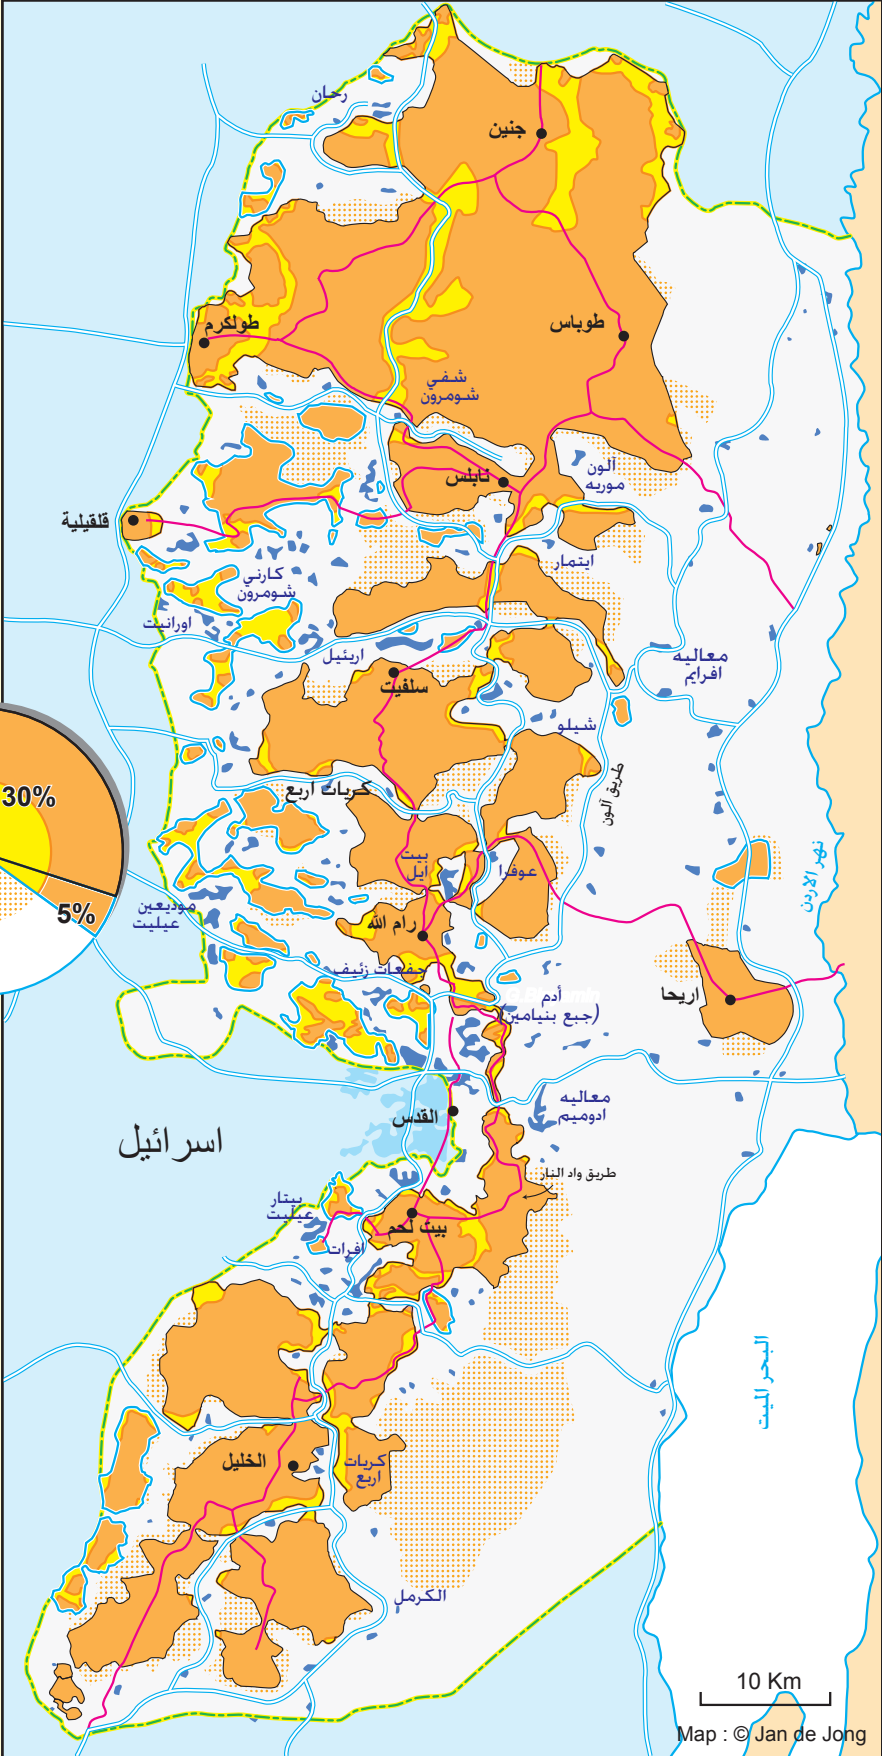 رحان
جنين
طولكرم
طوباس
شفي
شومرون
آلون
موريه
نابلس
قلقيلية
ايتمار
كارني
شومرون
اورانيت
اريئيل
معاليه
افرايم
سلفيت
شيلو
طريق آلون
كريات اربع
30%
بيت
ايل
عوفرا
نهر الاردن
5%
موديعين
عيليت
رام الله
جفعات زئيف
اريحا
أدم
(جبع بنيامين)
معاليه
ادوميم
القدس
اسرائيل
طريق واد النار
بيتار
عيليت
بيت لحم
افرات
البحر الميت
الخليل
كريات
اربع
الكرمل
10 Km
Map : © Jan de Jong